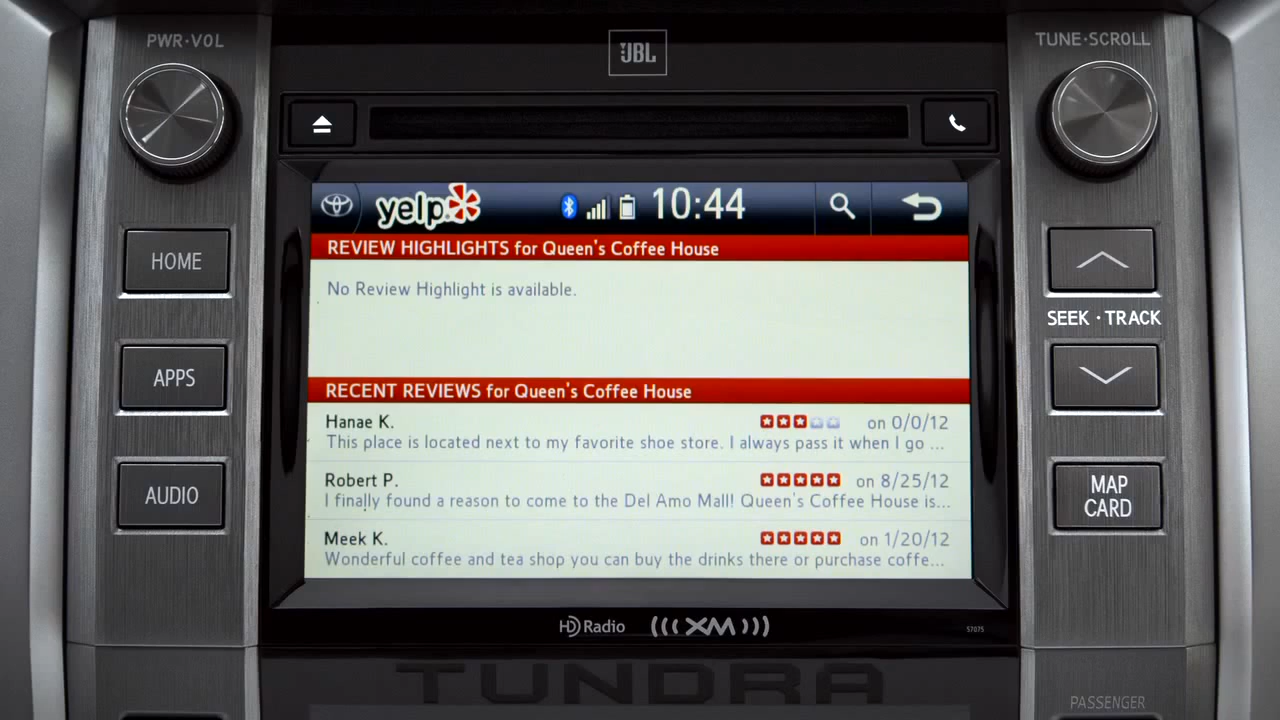 PWR·VOL
JBL
TUNE·SCROLL
yelp
10:44
REVIEW HIGHLIGHTS for Queen's Coffee House
HOME
No Review Highlight is available.
SEEK · TRACK
APPS
RECENT REVIEWS for Queen's Coffee House
Hanae K. on 0/0/12
This place is located next to my favorite shoe store. I always pass it when I go ...
Robert P. on 8/25/12
I finally found a reason to come to the Del Amo Mall! Queen's Coffee House is...
AUDIO
MAP
CARD
Meek K. on 1/20/12
Wonderful coffee and tea shop you can buy the drinks there or purchase coffe...
HD Radio
(((XM)))
57075
TUNDRA
PASSENGER